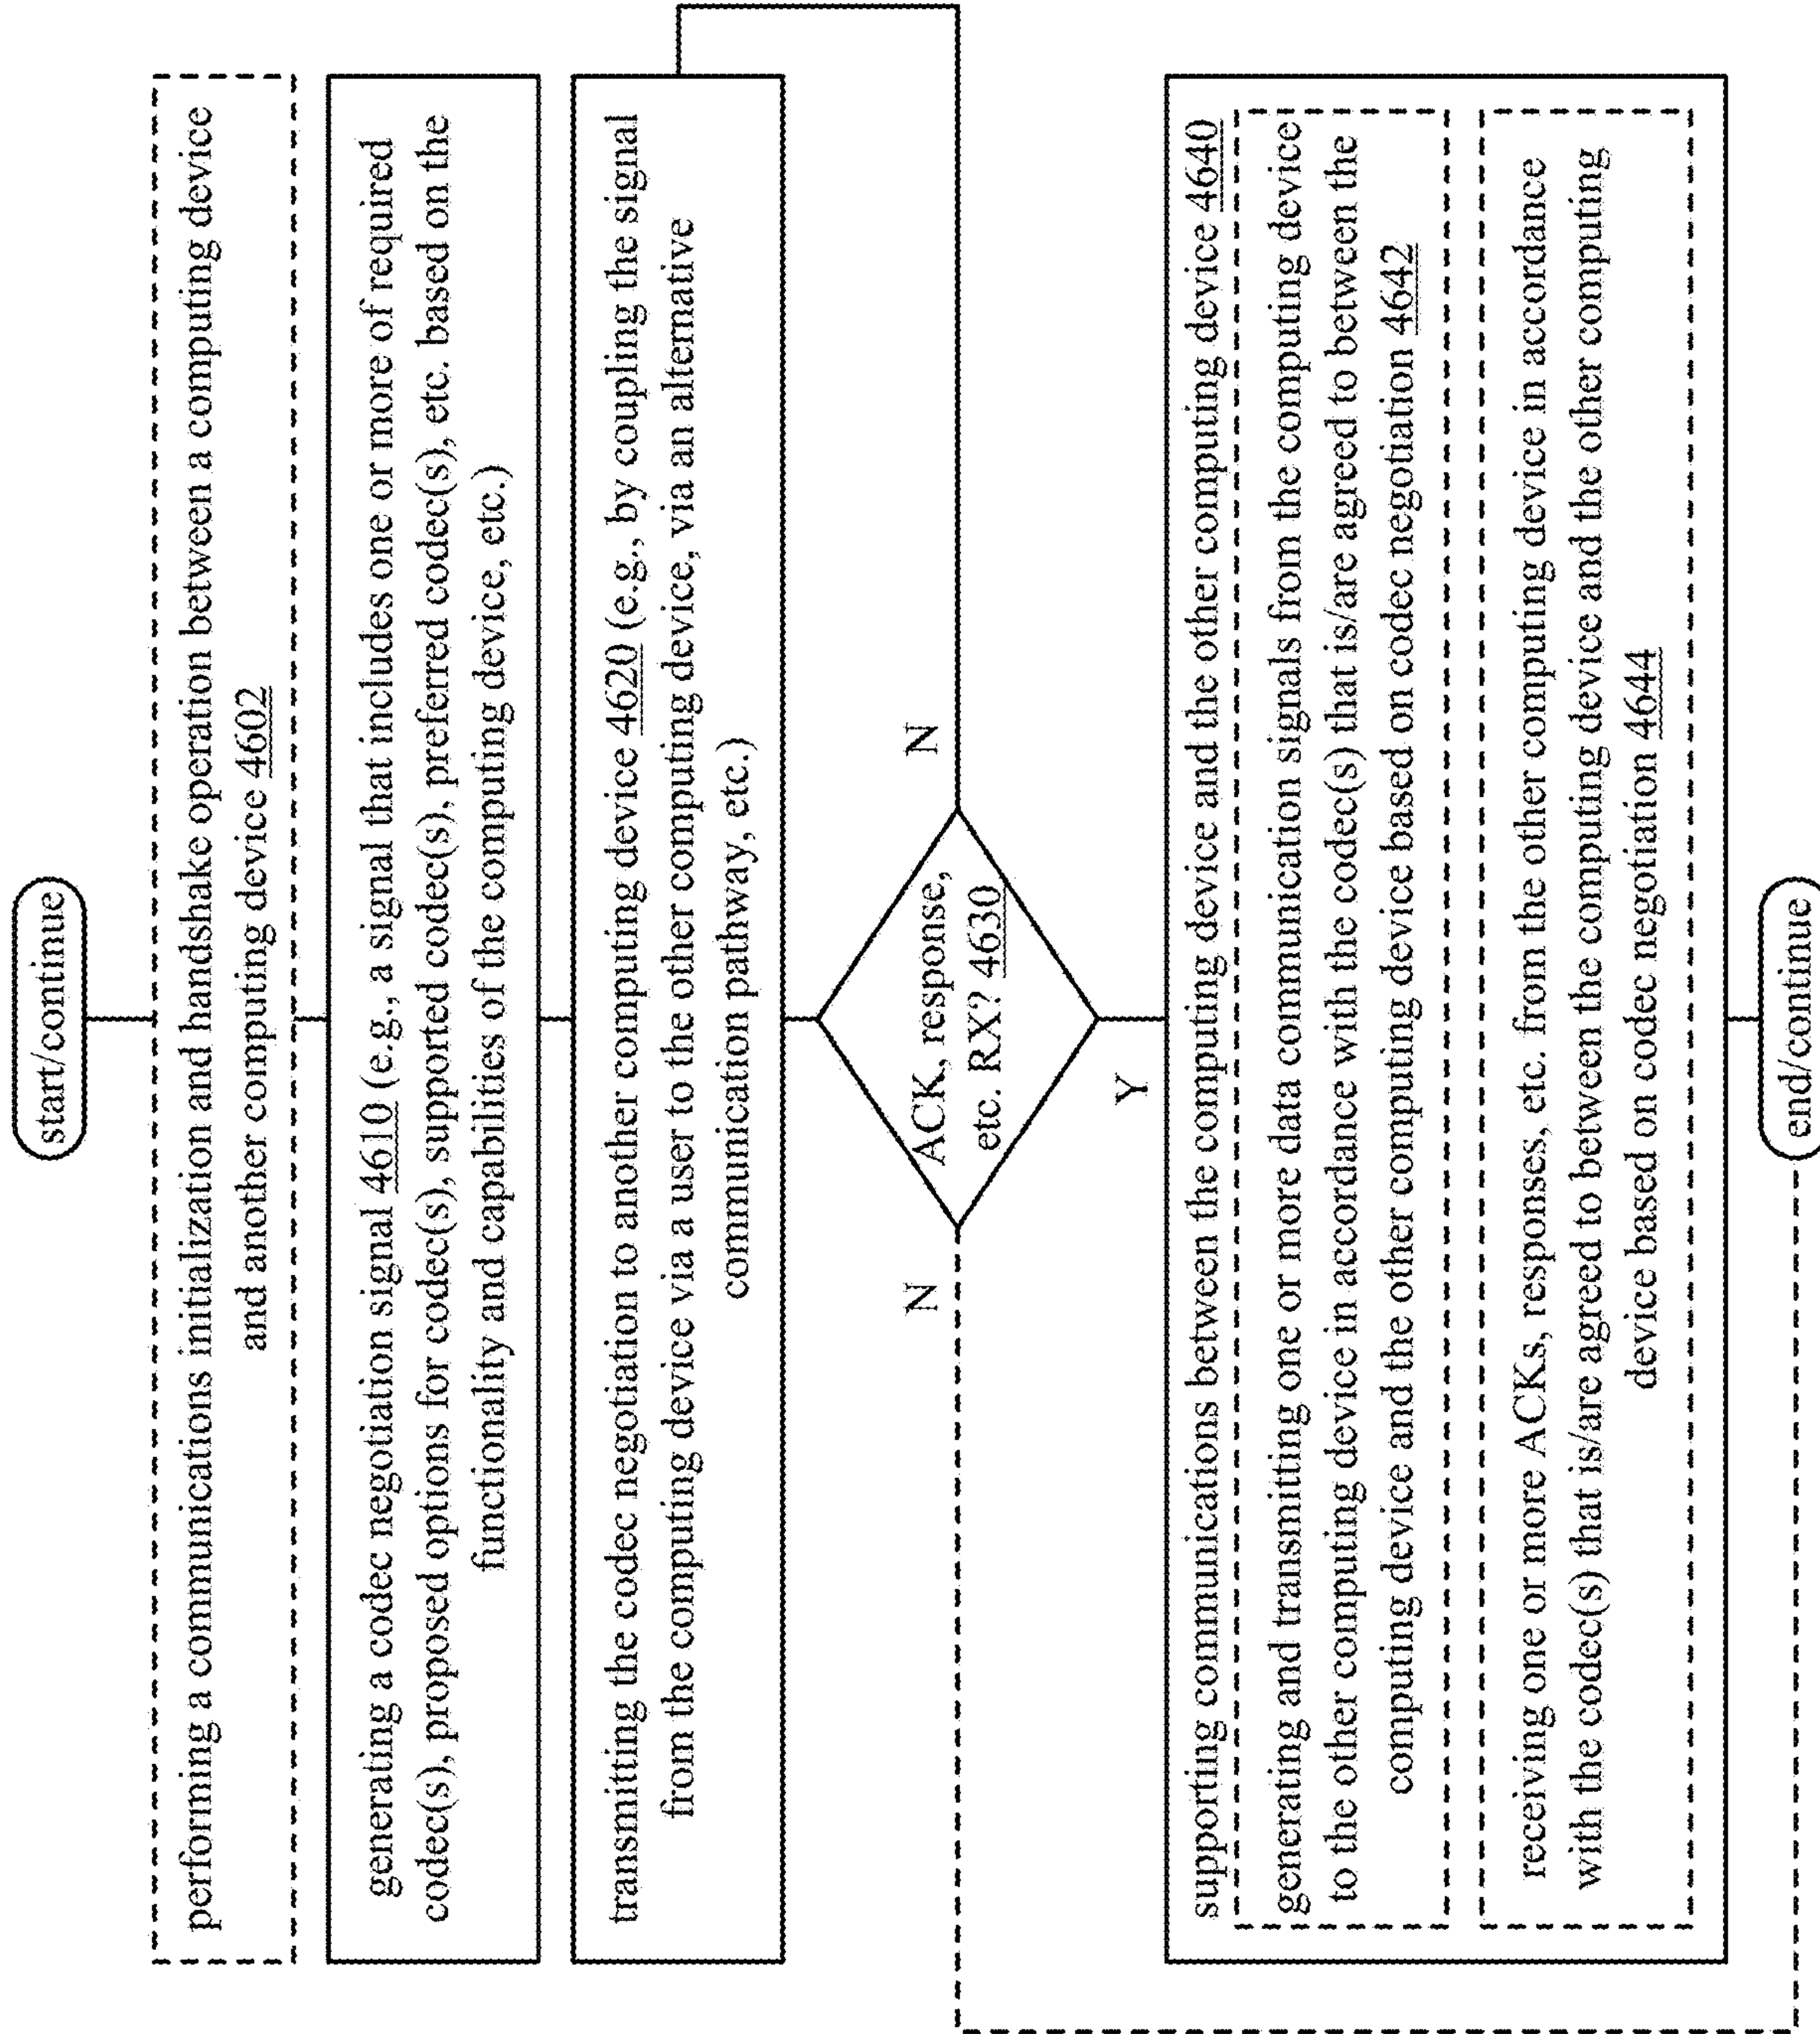 start/continue
performing a communications initialization and handshake operation between a computing device
and another computing device 4602
generating a codec negotiation signal 4610 (e.g., a signal that includes one or more of required
codec(s), proposed options for codec(s), supported codec(s), preferred codec(s), etc. based on the
functionality and capabilities of the computing device, etc.)
transmitting the codec negotiation to another computing device 4620 (e.g., by coupling the signal
from the computing device via a user to the other computing device, via an alternative
communication pathway, etc.)
N
ACK, response,
etc. RX? 4630
N
Y
supporting communications between the computing device and the other computing device 4640
generating and transmitting one or more data communication signals from the computing device
to the other computing device in accordance with the codec(s) that is/are agreed to between the
computing device and the other computing device based on codec negotiation 4642
receiving one or more ACKs, responses, etc. from the other computing device in accordance
with the codec(s) that is/are agreed to between the computing device and the other computing
device based on codec negotiation 4644
end/continue